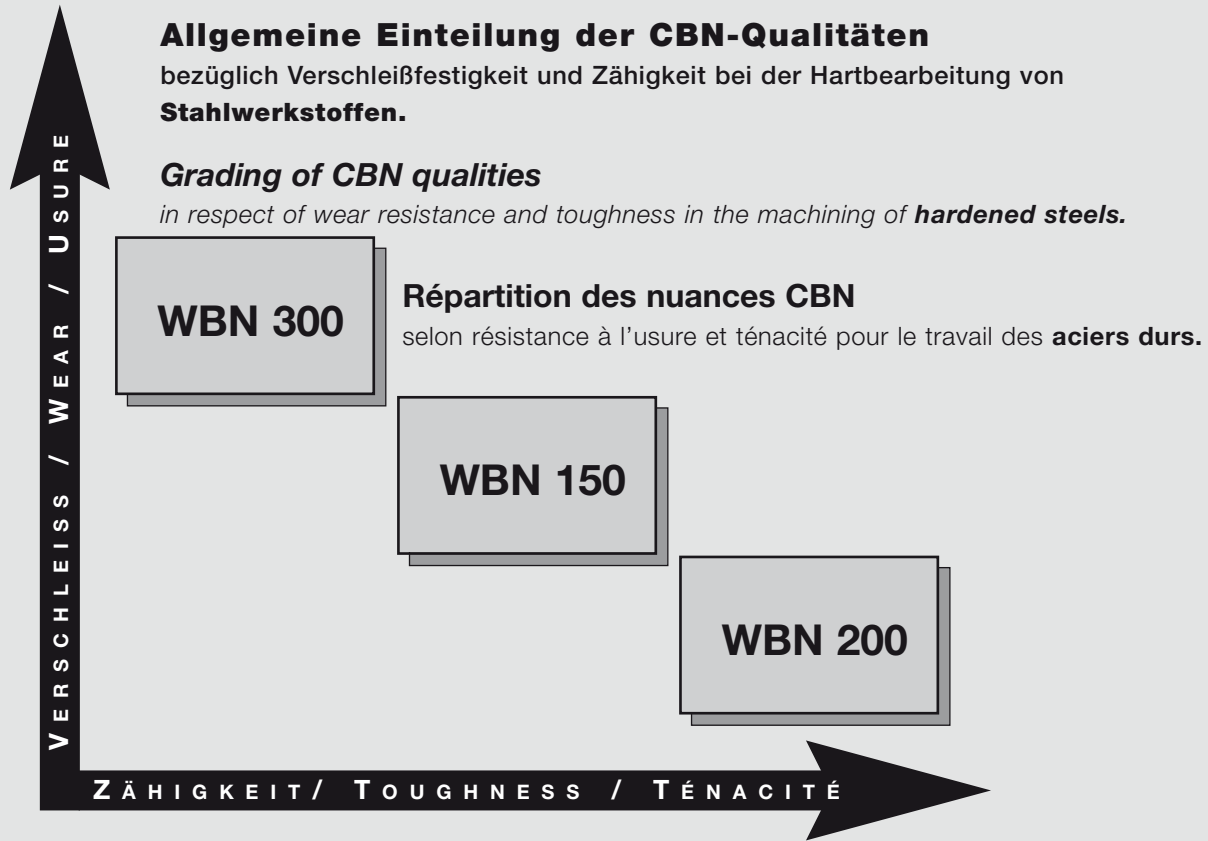 Allgemeine Einteilung der CBN-Qualitäten
bezüglich Verschleißfestigkeit und Zähigkeit bei der Hartbearbeitung von
Stahlwerkstoffen.
Grading of CBN qualities
in respect of wear resistance and toughness in the machining of hardened steels.
WBN 300
Répartition des nuances CBN
selon résistance à l’usure et ténacité pour le travail des aciers durs.
WBN 150
WBN 200
VERSCHLEISS / WEAR / USURE
ZÄHIGKEIT/ TOUGHNESS / TÉNACITÉ